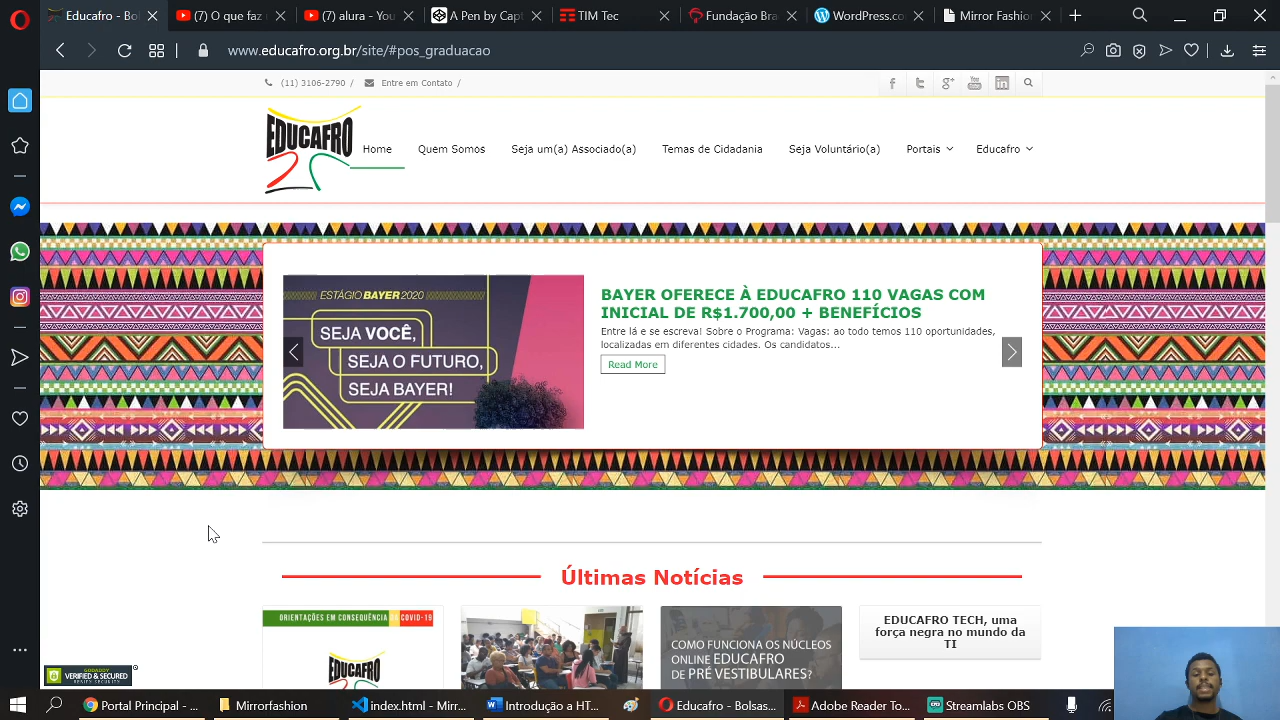 Educafro - Bol
(7) O que faz
(7) alura - You
A Pen by Capt
TIM Tec
Fundação Bra
WordPress.co
Mirror Fashion
www.educafro.org.br/site/#pos_graduacao
(11) 3106-2790 / Entre em Contato /
EDUCAFRO
Home
Quem Somos
Seja um(a) Associado(a)
Temas de Cidadania
Seja Voluntário(a)
Portais
Educafro
ESTÁGIO BAYER 2020
SEJA VOCÊ,
SEJA O FUTURO,
SEJA BAYER!
BAYER OFERECE À EDUCAFRO 110 VAGAS COM
INICIAL DE R$1.700,00 + BENEFÍCIOS
Entre lá e se escreva! Sobre o Programa: Vagas: ao todo temos 110 oportunidades,
localizadas em diferentes cidades. Os candidatos...
Read More
Últimas Notícias
ORIENTAÇÕES EM CONSEQUÊNCIA DA COVID-19
EDUCAFRO
COMO FUNCIONA OS NÚCLEOS
ONLINE EDUCAFRO
DE PRÉ VESTIBULARES?
EDUCAFRO TECH, uma
força negra no mundo da
TI
GODADDY
VERIFIED & SECURED
VERIFY SECURITY
Portal Principal - ...
Mirrorfashion
index.html - Mirr...
Introdução a HT...
Educafro - Bolsas...
Adobe Reader To...
Streamlabs OBS